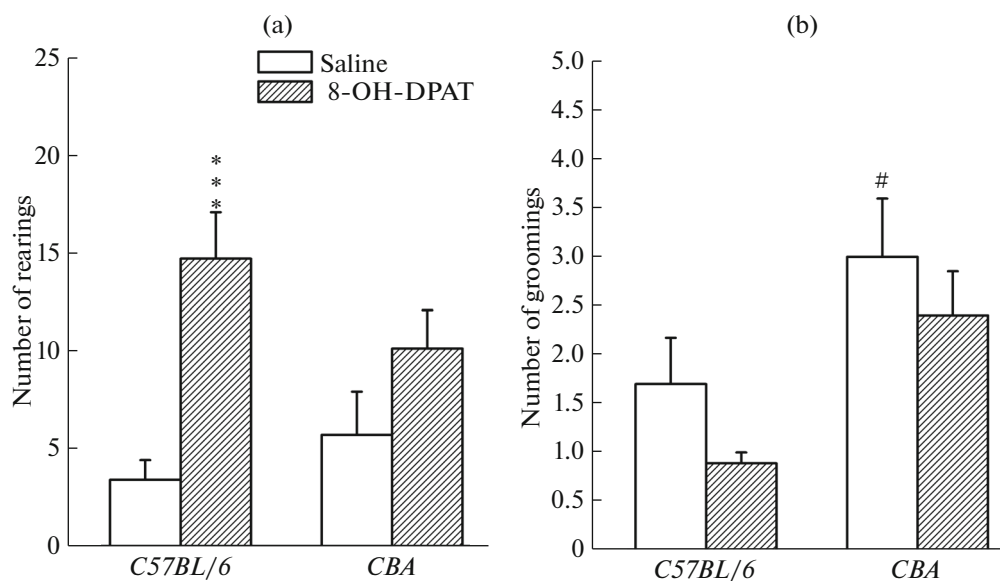 (a)
Number of rearings
25
20
15
10
5
0
Saline
8-OH-DPAT
***
C57BL/6
CBA
(b)
Number of groomings
5.0
4.5
4.0
3.5
3.0
2.5
2.0
1.5
1.0
0.5
0
#
C57BL/6
CBA